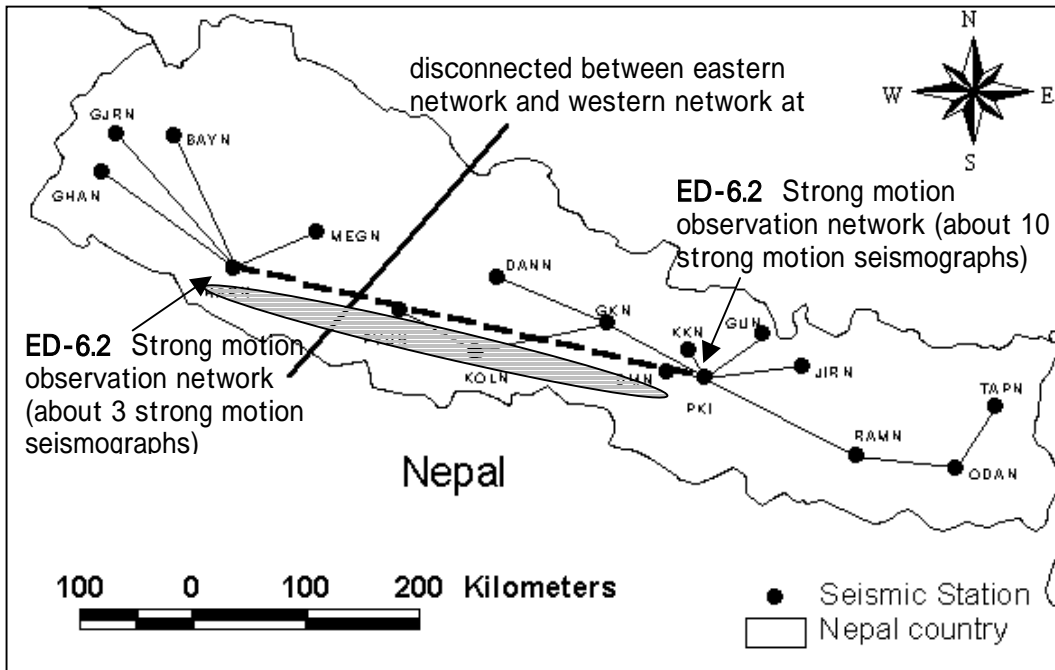 N
disconnected between eastern
network and western network at
W
E
S
GJRN
BAYN
GHAN
MEGN
ED-6.2 Strong motion
observation network (about 10
strong motion seismographs)
DANN
GKN
KKN
GUN
ED-6.2 Strong motion
observation network
(about 3 strong motion
seismographs)
KOLN
JIRN
PKI
TAPN
RAMN
ODAN
Nepal
100 0 100 200 Kilometers
Seismic Station
Nepal country